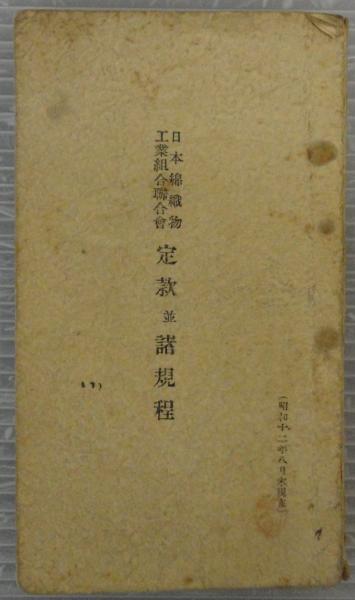 (昭和十二年八月末現在)
日本綿織物
工業組合聯合會
定款並諸規程